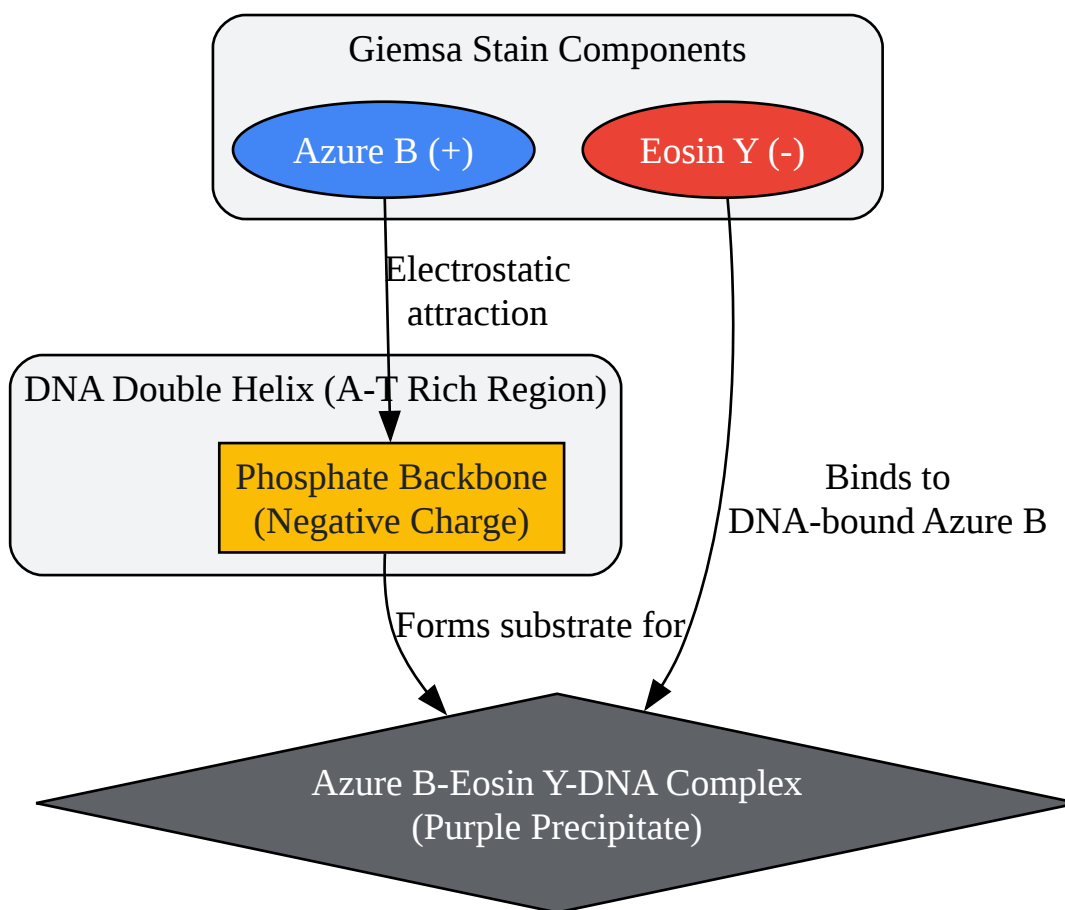 Giemsa Stain Components
Azure B (+)
Eosin Y (-)
Electrostatic
attraction
DNA Double Helix (A-T Rich Region)
Phosphate Backbone
(Negative Charge)
Binds to
DNA-bound Azure B
Forms substrate for
Azure B-Eosin Y-DNA Complex
(Purple Precipitate)